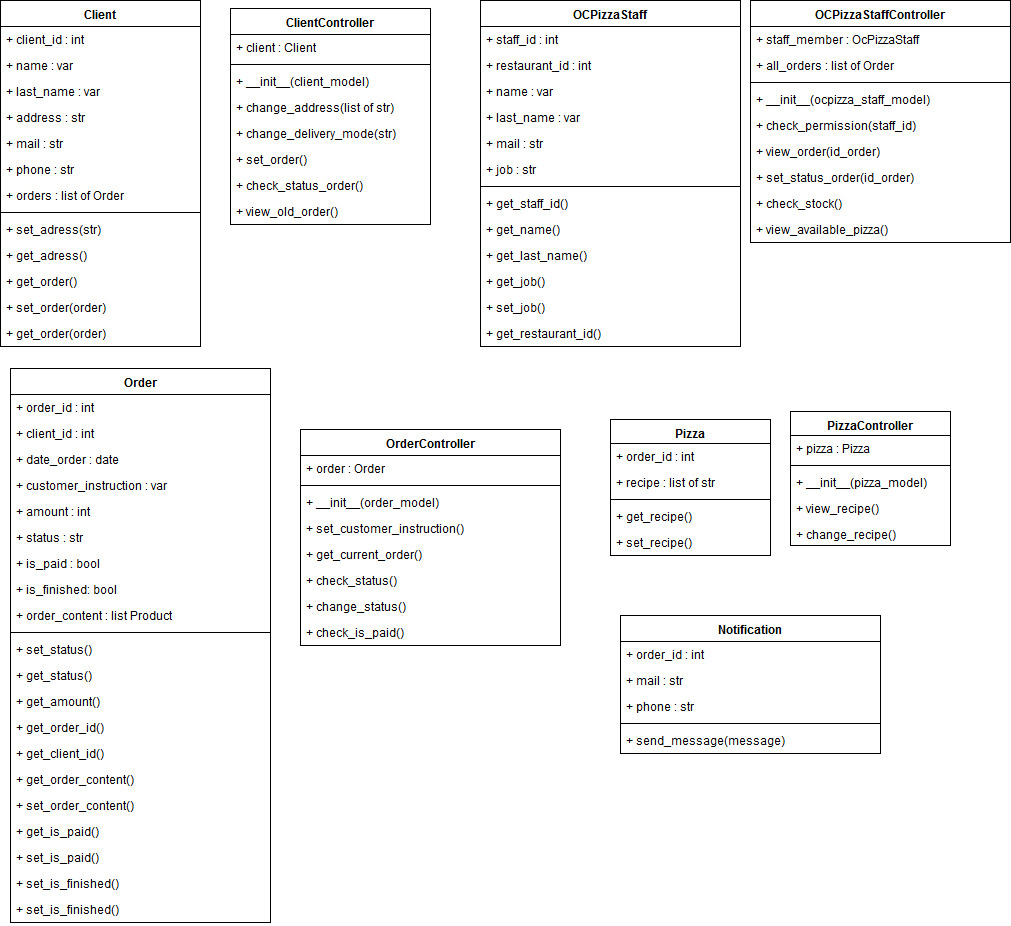 Client
+ client_id : int
+ name : var
+ last_name : var
+ address : str
+ mail : str
+ phone : str
+ orders : list of Order
+ set_adress(str)
+ get_adress()
+ get_order()
+ set_order(order)
+ get_order(order)
ClientController
+ client : Client
+ __init__(client_model)
+ change_address(list of str)
+ change_delivery_mode(str)
+ set_order()
+ check_status_order()
+ view_old_order()
OCPizzaStaff
+ staff_id : int
+ restaurant_id : int
+ name : var
+ last_name : var
+ mail : str
+ job : str
+ get_staff_id()
+ get_name()
+ get_last_name()
+ get_job()
+ set_job()
+ get_restaurant_id()
OCPizzaStaffController
+ staff_member : OcPizzaStaff
+ all_orders : list of Order
+ __init__(ocpizza_staff_model)
+ check_permission(staff_id)
+ view_order(id_order)
+ set_status_order(id_order)
+ check_stock()
+ view_available_pizza()
Order
+ order_id : int
+ client_id : int
+ date_order : date
+ customer_instruction : var
+ amount : int
+ status : str
+ is_paid : bool
+ is_finished: bool
+ order_content : list Product
+ set_status()
+ get_status()
+ get_amount()
+ get_order_id()
+ get_client_id()
+ get_order_content()
+ set_order_content()
+ get_is_paid()
+ set_is_paid()
+ set_is_finished()
+ set_is_finished()
OrderController
+ order : Order
+ __init__(order_model)
+ set_customer_instruction()
+ get_current_order()
+ check_status()
+ change_status()
+ check_is_paid()
Pizza
+ order_id : int
+ recipe : list of str
+ get_recipe()
+ set_recipe()
PizzaController
+ pizza : Pizza
+ __init__(pizza_model)
+ view_recipe()
+ change_recipe()
Notification
+ order_id : int
+ mail : str
+ phone : str
+ send_message(message)